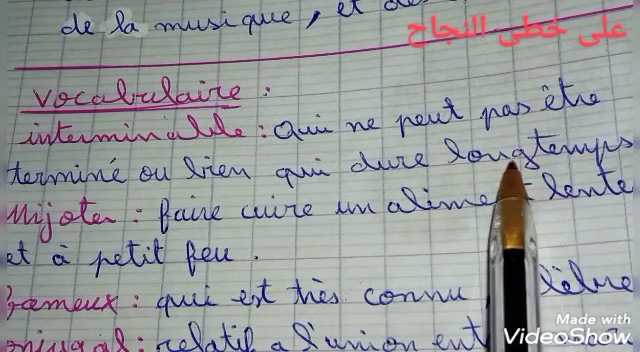 de la musique, et de
على خطى النجاح
Vocabulaire :
interminable : qui ne peut pas être
terminé ou bien qui dure longtemps
Mijoter : faire cuire un aliment lente
et à petit feu.
fameux : qui est très connu célèbre
relatif a l'union ent
Made with
VideoShow